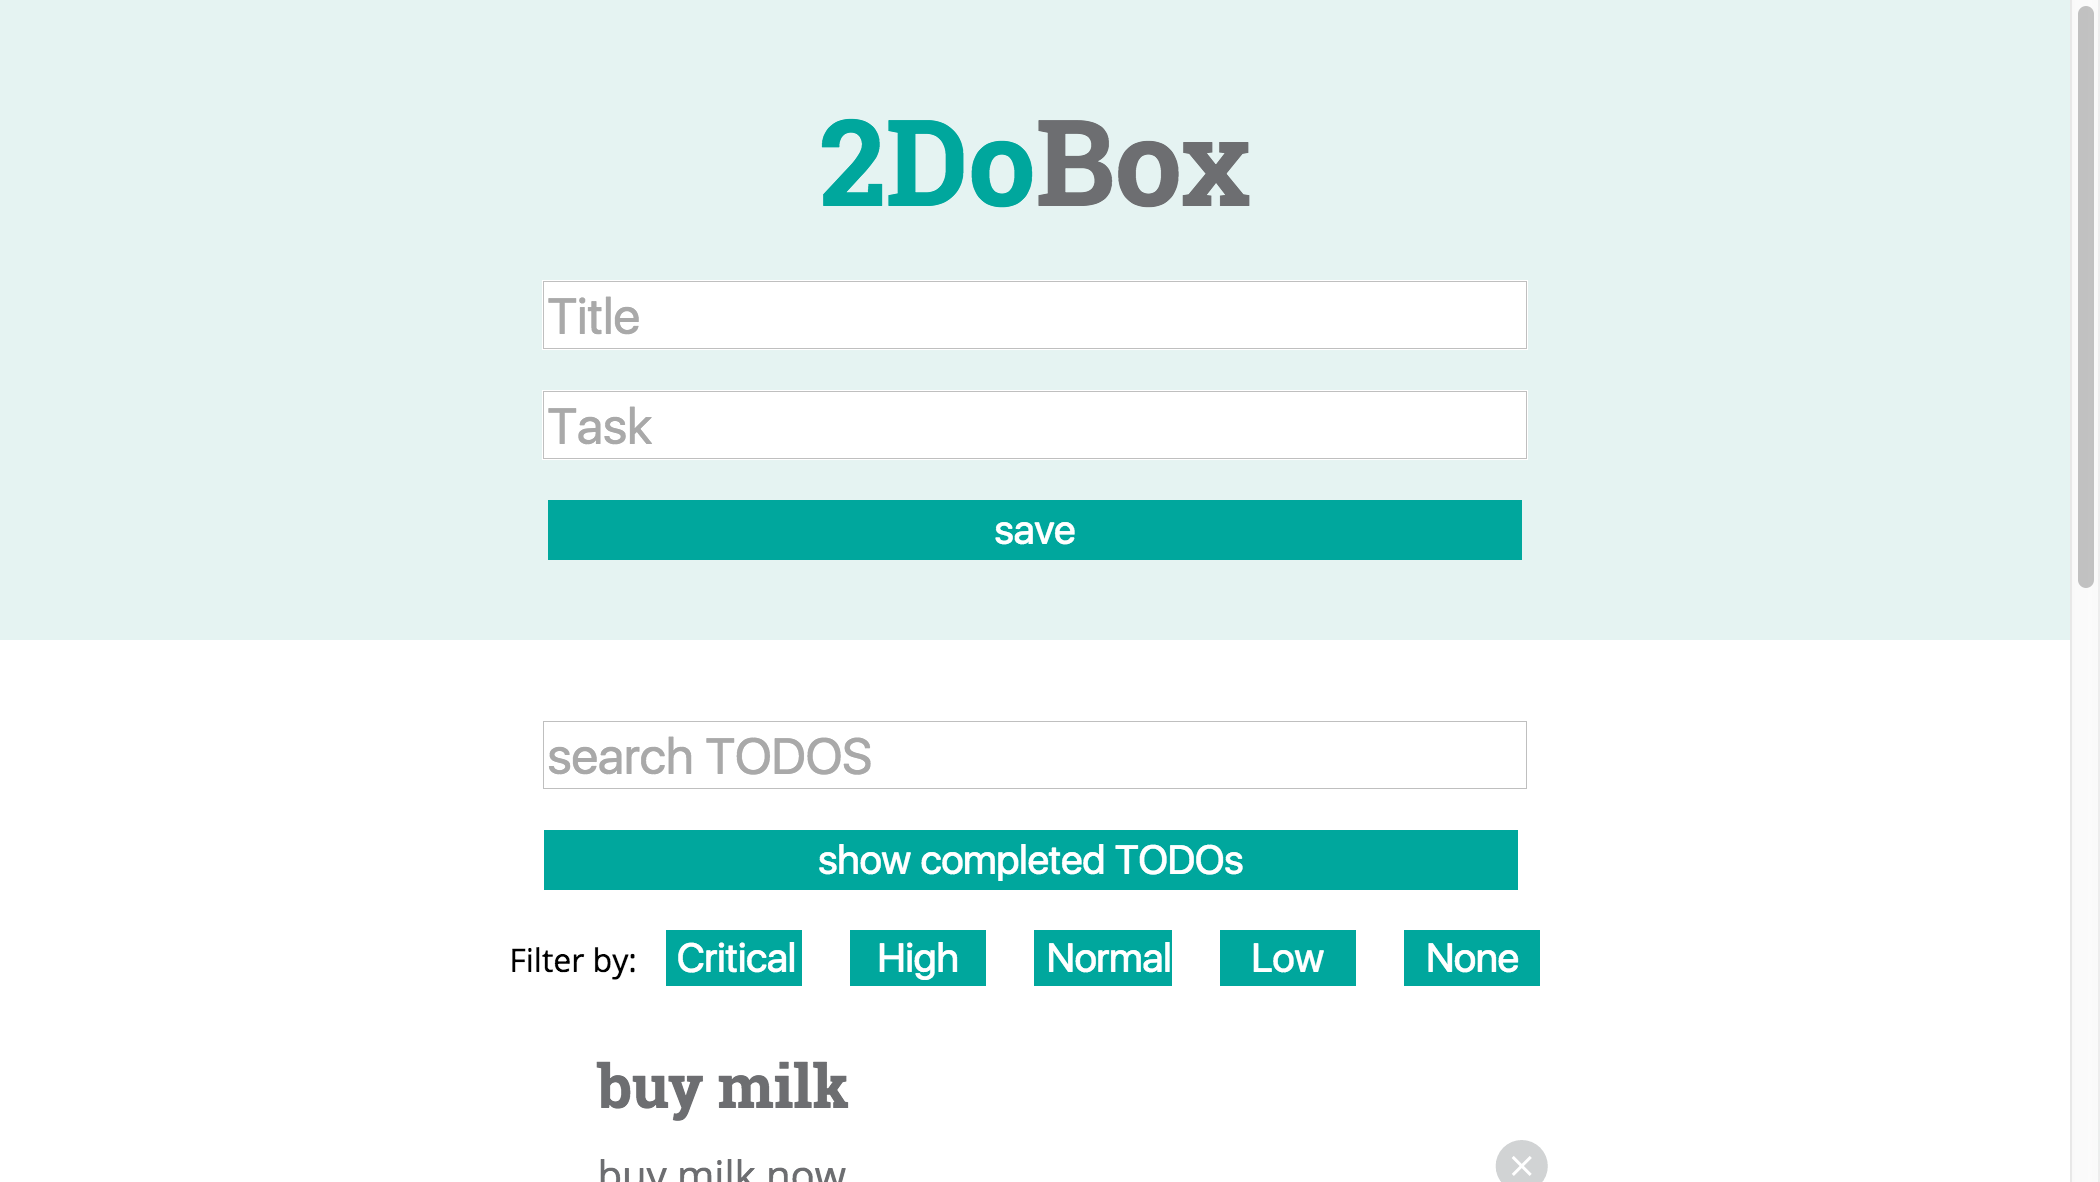 2DoBox
Title
Task
save
search TODOS
show completed TODOs
Filter by: Critical High Normal Low None
buy milk
buy milk now